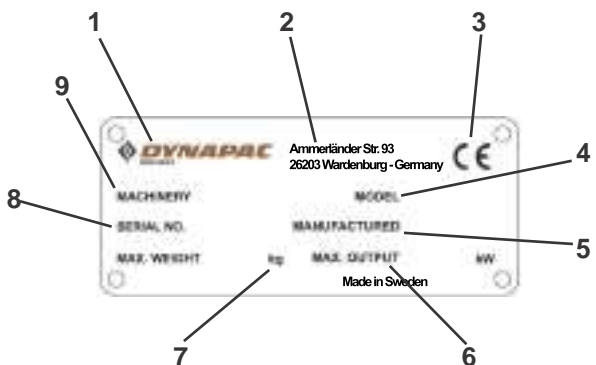 1 2 3
9
DYNAPAC Ammerländer Str. 93
26203 Wardenburg - Germany CE
4
MACHINERY MODEL
8
SERIAL NO. MANUFACTURED
5
MAX. WEIGHT kg MAX. OUTPUT kW
Made in Sweden
7 6